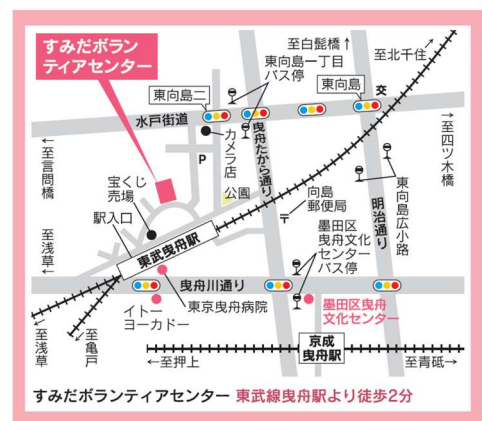 すみだボラン
ティアセンター
至白髭橋↑
至北千住
東向島一丁目
バス停
東向島二
東向島
交
水戸街道
カメラ店
曳舟たから通り
←至言問橋
→至四ツ木橋
P
宝くじ
売場
公園
駅入口
向島
郵便局
明治通り
東向島広小路
←至浅草
東武曳舟駅
墨田区
曳舟文化
センター
バス停
→至浅草
曳舟川通り
東京曳舟病院
イトー
ヨーカドー
墨田区曳舟
文化センター
←至浅草
←至亀戸
京成
曳舟駅
←至押上
→至青砥
すみだボランティアセンター 東武線曳舟駅より徒歩2分